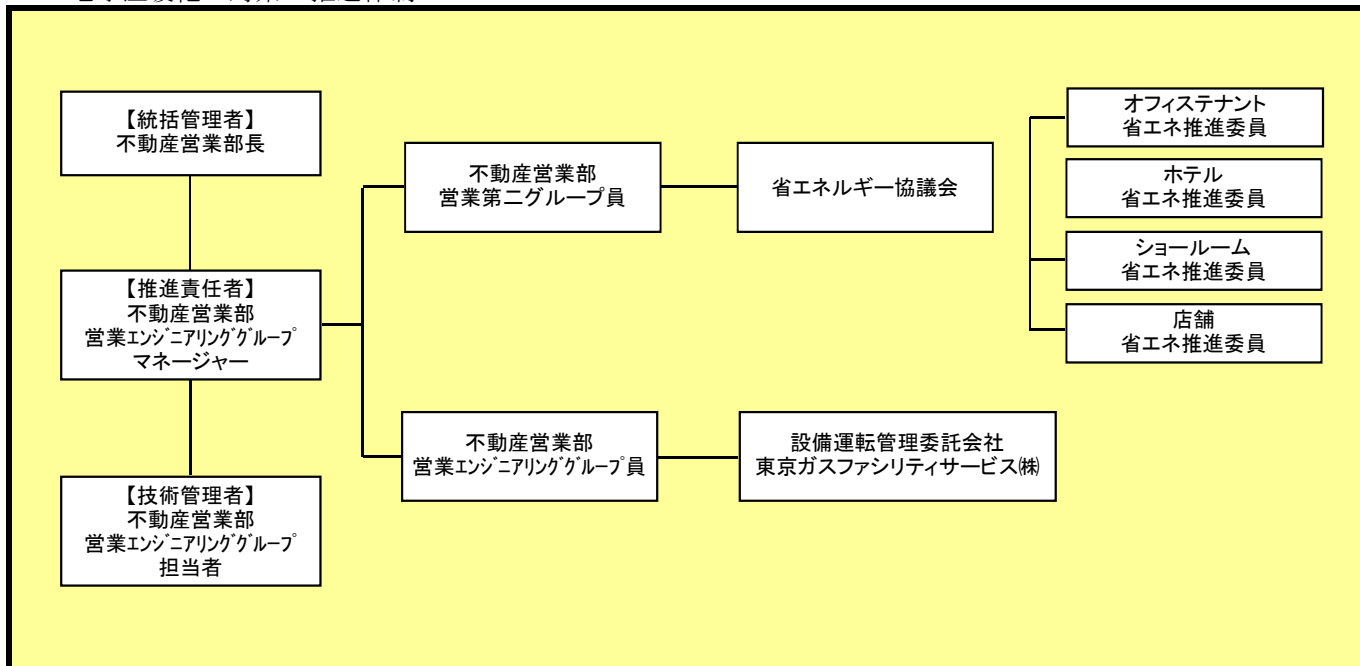 【統括管理者】
不動産営業部長
【推進責任者】
不動産営業部
営業ｴﾝｼﾞﾆｱﾘﾝｸﾞｸﾞﾙｰﾌﾟ
マネージャー
【技術管理者】
不動産営業部
営業ｴﾝｼﾞﾆｱﾘﾝｸﾞｸﾞﾙｰﾌﾟ
担当者
不動産営業部
営業第二グループ員
不動産営業部
営業ｴﾝｼﾞﾆｱﾘﾝｸﾞｸﾞﾙｰﾌﾟ員
省エネルギー協議会
設備運転管理委託会社
東京ガスファシリティサービス㈱
オフィステナント
省エネ推進委員
ホテル
省エネ推進委員
ショールーム
省エネ推進委員
店舗
省エネ推進委員